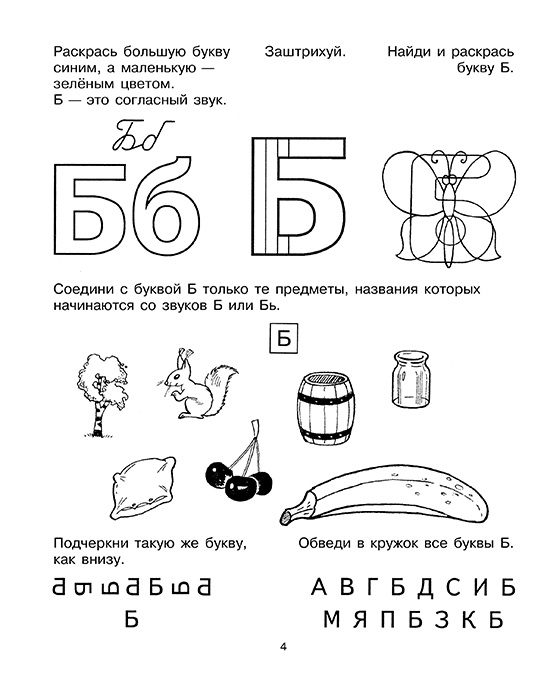 Раскрась большую букву
синим, а маленькую —
зелёным цветом.
Б — это согласный звук.
Заштрихуй.
Найди и раскрась
букву Б.
Бб
Бб
Б
Б
Соедини с буквой Б только те предметы, названия которых
начинаются со звуков Б или Бь.
Б
Подчеркни такую же букву,
как внизу.
Б
Б
Обведи в кружок все буквы Б.
А В Г Б Д С И Б
М Я П Б З К Б
4